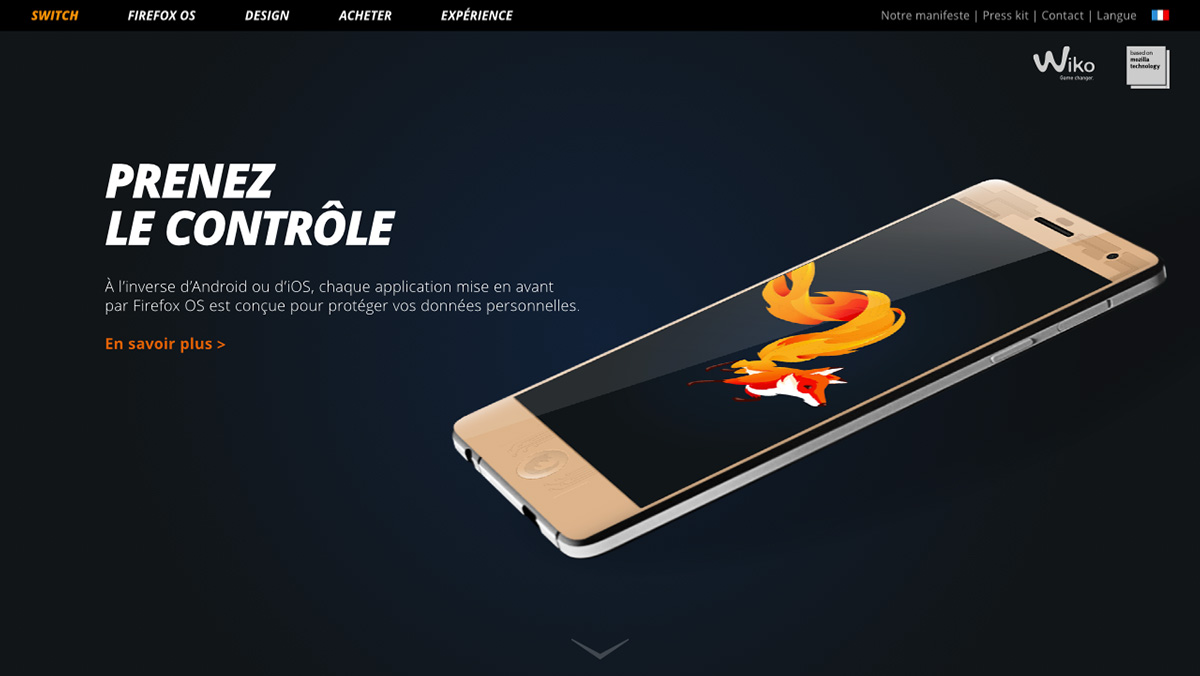 SWITCH FIREFOX OS DESIGN ACHETER EXPÉRIENCE Notre manifeste | Press kit | Contact | Langue
Wiko
Game changer.
based on
mozilla
technology
PRENEZ
LE CONTRÔLE
À l’inverse d’Android ou d’iOS, chaque application mise en avant
par Firefox OS est conçue pour protéger vos données personnelles.
En savoir plus >